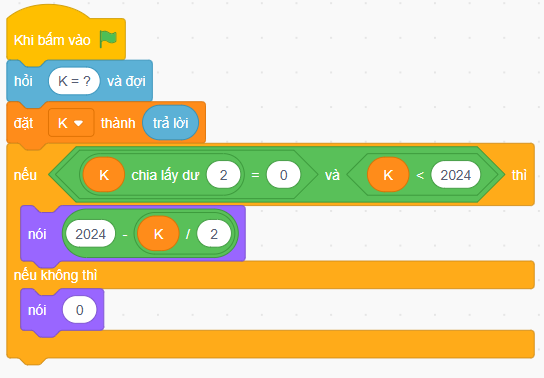 Khi bấm vào
hỏi K = ? và đợi
đặt K thành trả lời
nếu K chia lấy dư 2 = 0 và K < 2024 thì
nói 2024 - K / 2
nếu không thì
nói 0